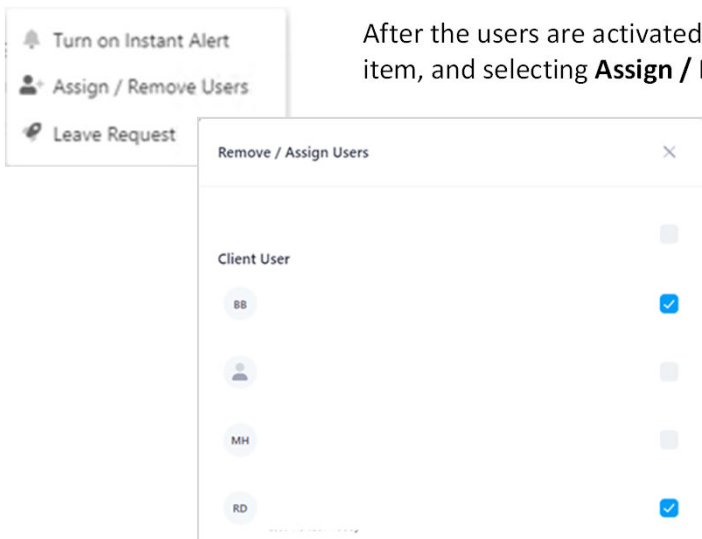 Turn on Instant Alert
Assign / Remove Users
Leave Request
After the users are activated
item, and selecting Assign /
Remove / Assign Users
Client User
BB
MH
RD